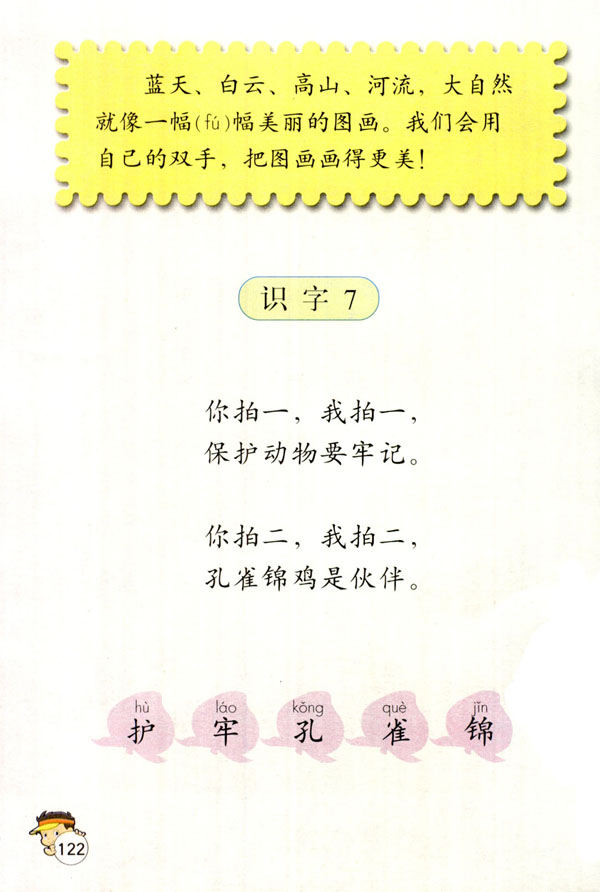 蓝天、白云、高山、河流，大自然
就像一幅(fú)幅美丽的图画。我们会用
自己的双手，把图画画得更美！
识字7
你拍一，我拍一，
保护动物要牢记。
你拍二，我拍二，
孔雀锦鸡是伙伴。
hù láo kǒng què jǐn
护 牢 孔 雀 锦
122